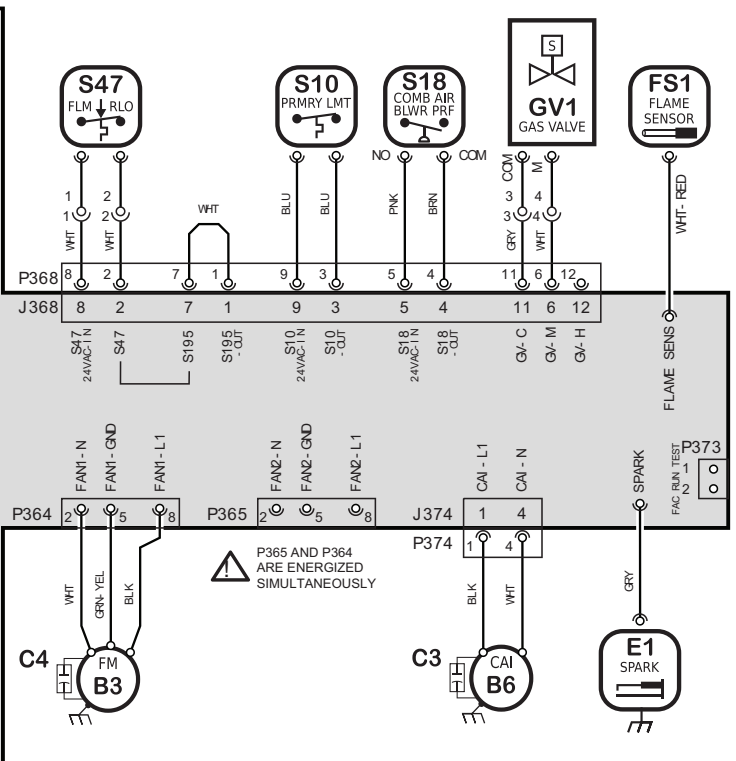 S47
FLM RLO
S10
PRMRY LMT
S18
COMB AIR
BLWR PRF
S
GV1
GAS VALVE
FS1
FLAME
SENSOR
NO
COM
COM
M
1
2
3
4
1
2
3
4
WHT
WHT
WHT
BLU
BLU
PNK
BRN
GRY
WHT
WHT- RED
P368
8
2
7
1
9
3
5
4
11
6
12
J368
8
2
7
1
9
3
5
4
11
6
12
S47
24VAC- I N
S47
S195
S195
- OUT
S10
24VAC- I N
S10
- OUT
S18
24VAC- I N
S18
- OUT
GV- C
GV- M
GV- H
FLAME SENS
FAN1 - N
FAN1 - GND
FAN1 - L1
FAN2 - N
FAN2 - GND
FAN2 - L1
CAI - L1
CAI - N
SPARK
FAC RUN TEST
P373
1
2
P364
2
5
8
P365
2
5
8
J374
1
4
P374
1
4
P365 AND P364
ARE ENERGIZED
SIMULTANEOUSLY
WHT
GRN- YEL
BLK
BLK
WHT
GRY
C4
FM
B3
C3
CAI
B6
E1
SPARK